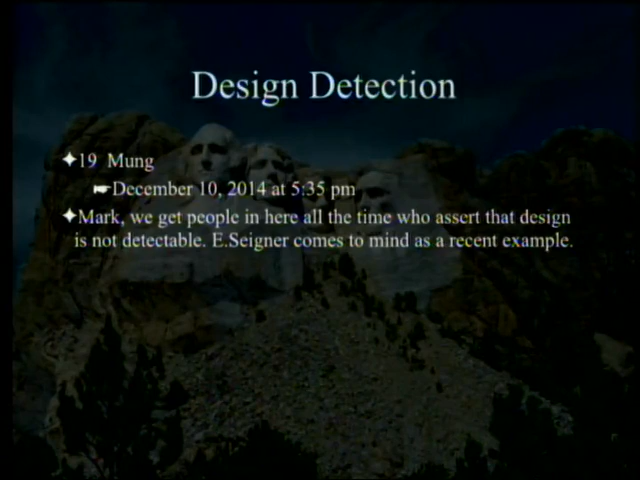 Design Detection
✦19 Mung
☛December 10, 2014 at 5:35 pm
✦Mark, we get people in here all the time who assert that design
is not detectable. E.Seigner comes to mind as a recent example.